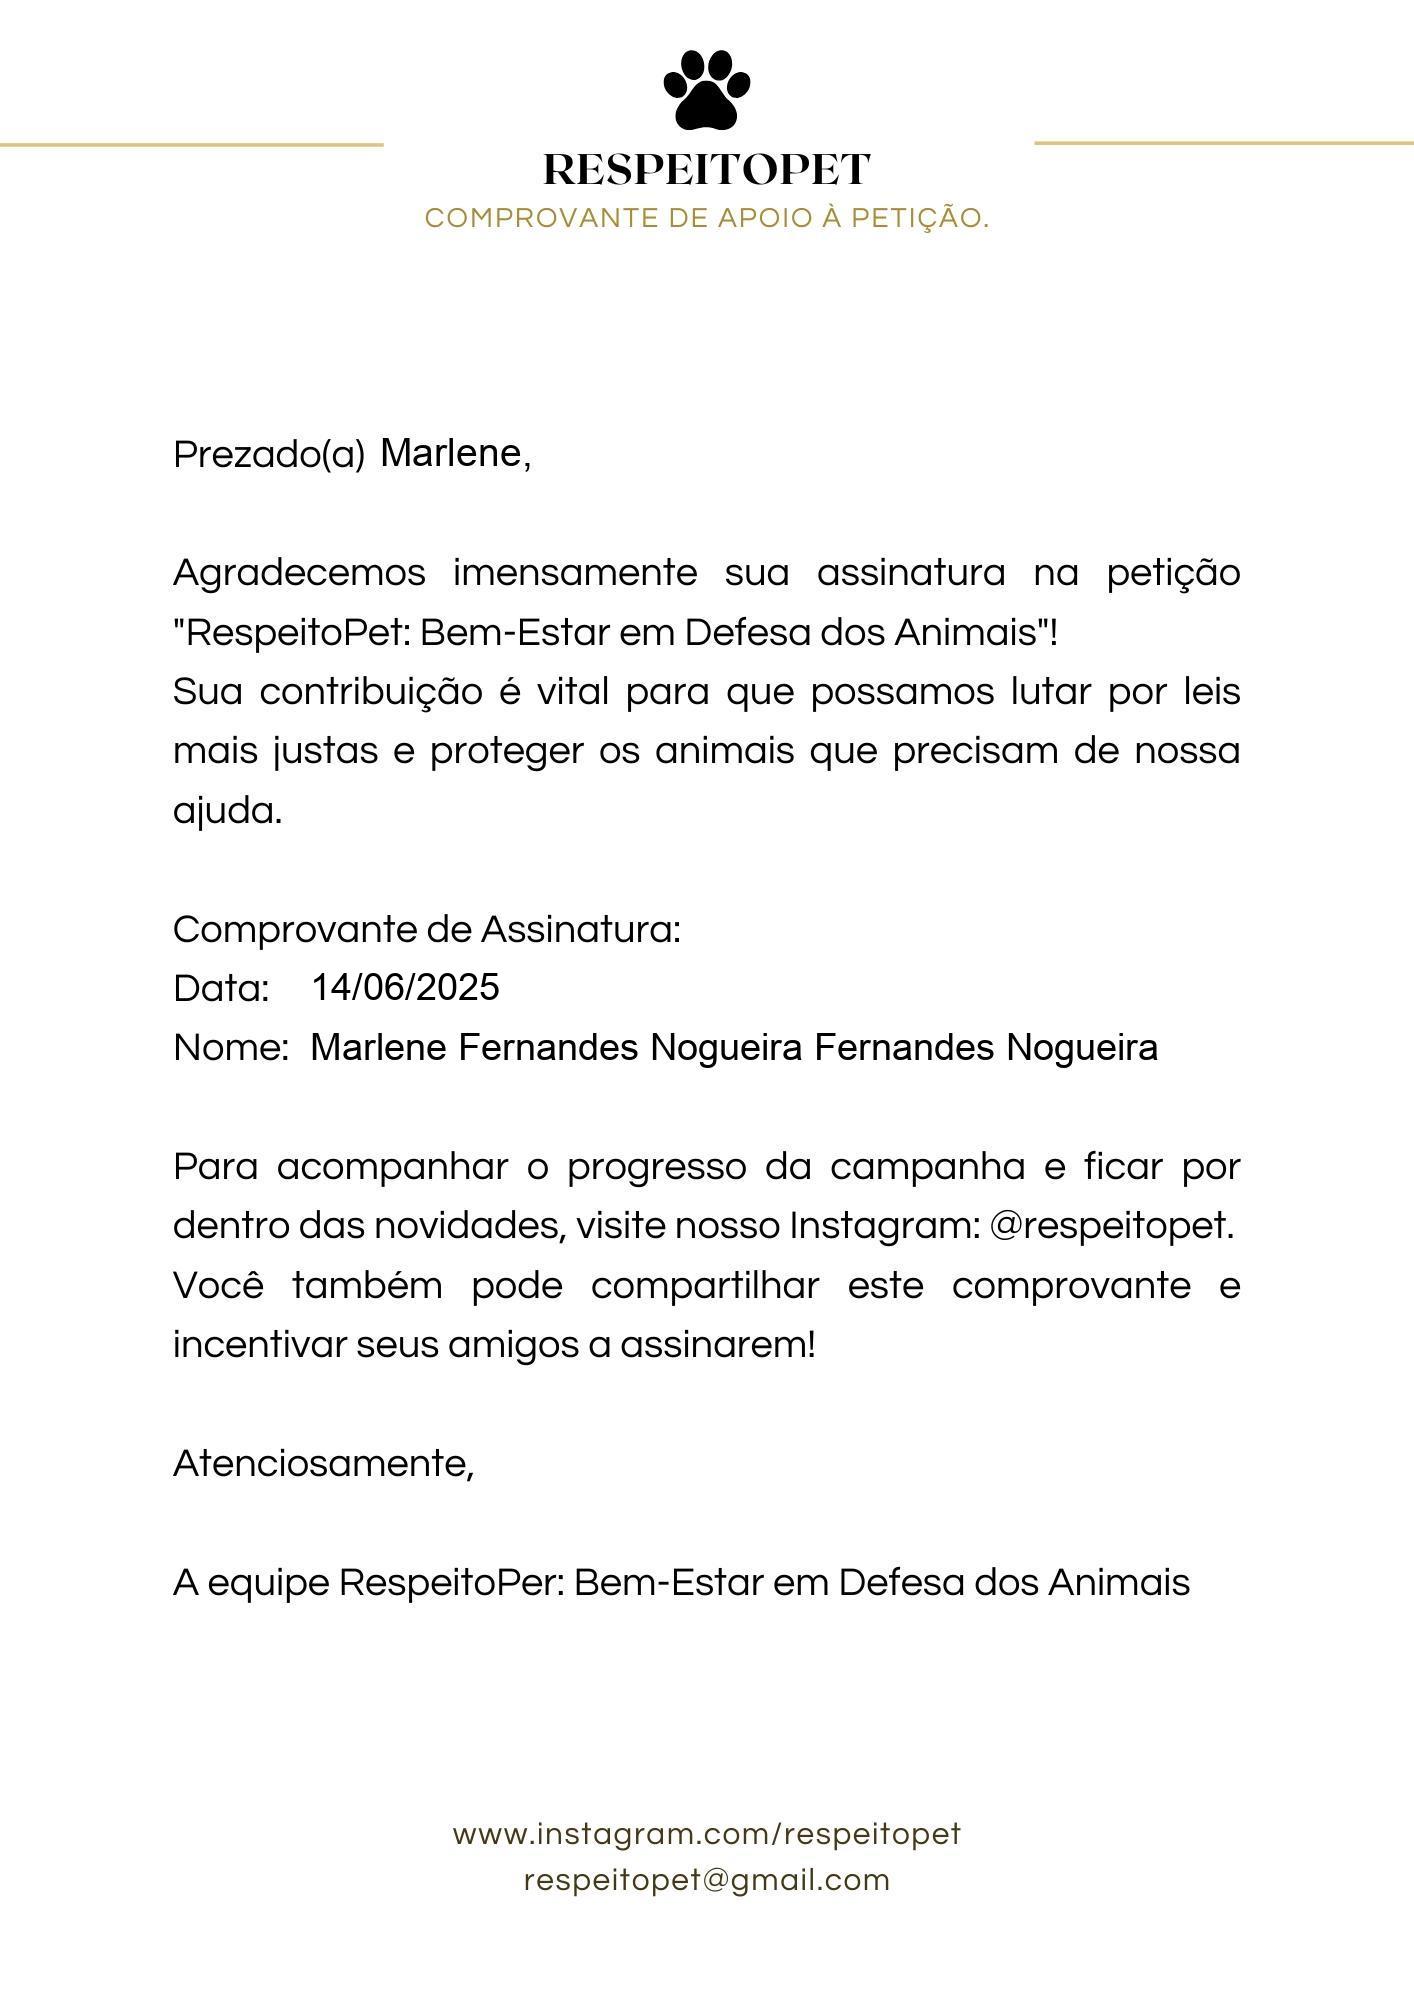 RESPEITOPET
COMPROVANTE DE APOIO À PETIÇÃO.
Prezado(a) Marlene,
Agradecemos imensamente sua assinatura na petição
"RespeitoPet: Bem-Estar em Defesa dos Animais"!
Sua contribuição é vital para que possamos lutar por leis
mais justas e proteger os animais que precisam de nossa
ajuda.
Comprovante de Assinatura:
Data: 14/06/2025
Nome: Marlene Fernandes Nogueira Fernandes Nogueira
Para acompanhar o progresso da campanha e ficar por
dentro das novidades, visite nosso Instagram: @respeitopet.
Você também pode compartilhar este comprovante e
incentivar seus amigos a assinarem!
Atenciosamente,
A equipe RespeitoPer: Bem-Estar em Defesa dos Animais
www.instagram.com/respeitopet
respeitopet@gmail.com